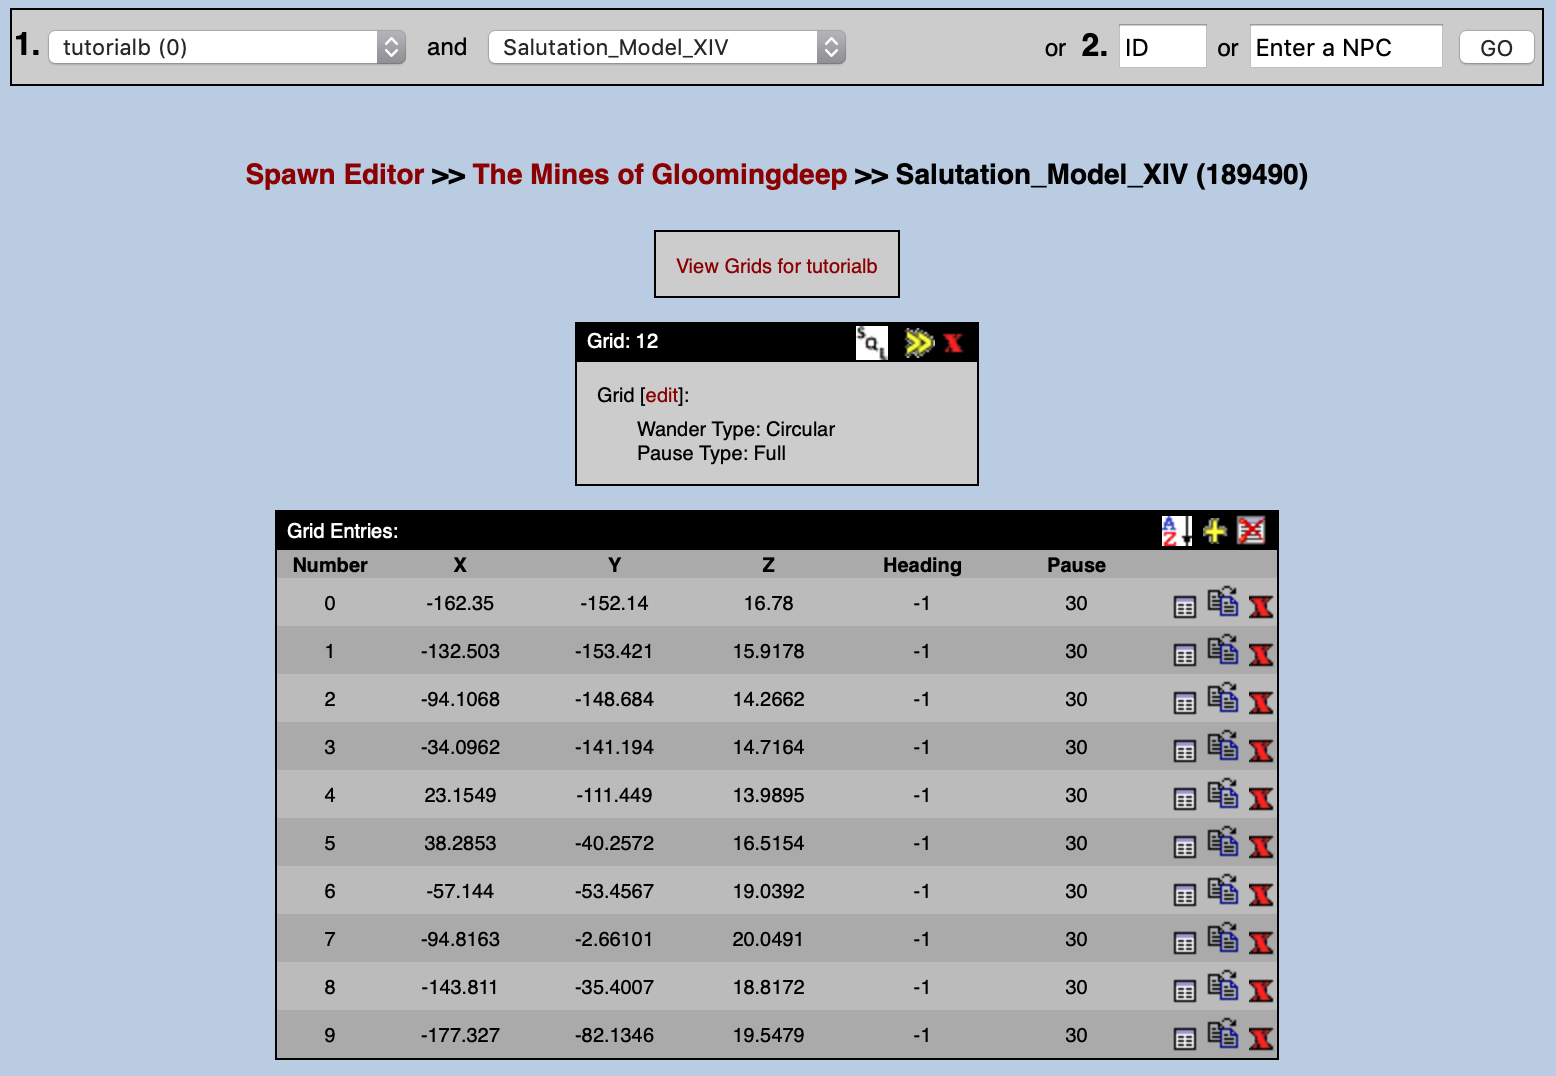 1. tutorialb (0) and Salutation_Model_XIV or 2. ID or Enter a NPC GO
Spawn Editor >> The Mines of Gloomingdeep >> Salutation_Model_XIV (189490)
View Grids for tutorialb
Grid: 12 SQL X
Grid [edit]:
Wander Type: Circular
Pause Type: Full
Grid Entries: AZ
Number X Y Z Heading Pause
0 -162.35 -152.14 16.78 -1 30 X
1 -132.503 -153.421 15.9178 -1 30 X
2 -94.1068 -148.684 14.2662 -1 30 X
3 -34.0962 -141.194 14.7164 -1 30 X
4 23.1549 -111.449 13.9895 -1 30 X
5 38.2853 -40.2572 16.5154 -1 30 X
6 -57.144 -53.4567 19.0392 -1 30 X
7 -94.8163 -2.66101 20.0491 -1 30 X
8 -143.811 -35.4007 18.8172 -1 30 X
9 -177.327 -82.1346 19.5479 -1 30 X